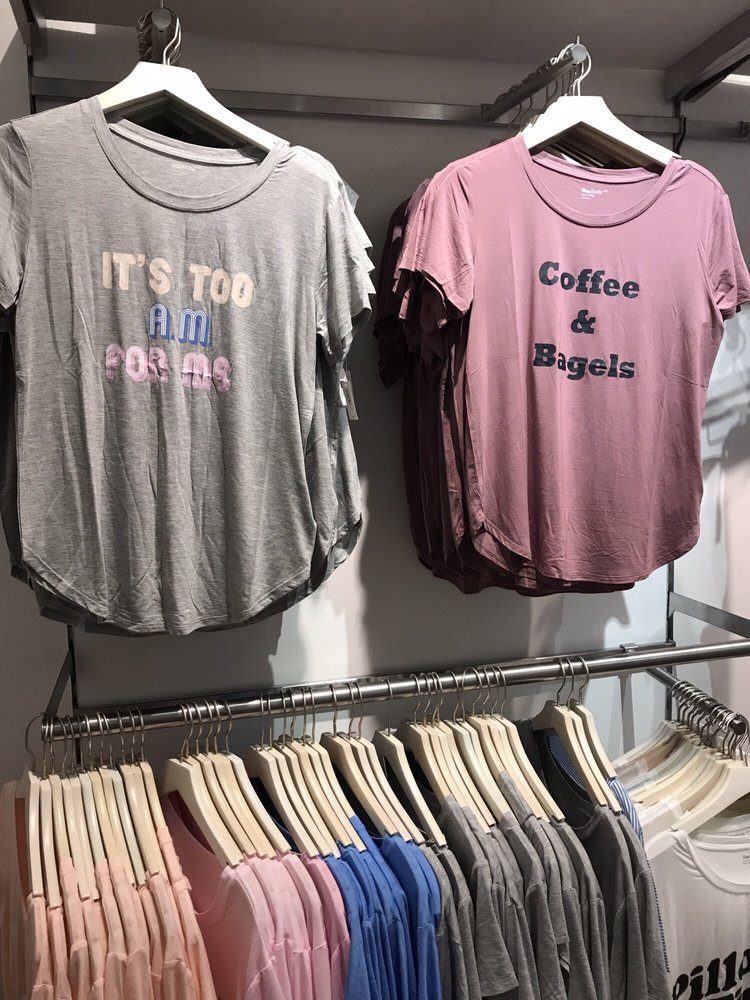 IT'S TOO
A.M.
FOR ME.
Coffee
&
Bagels